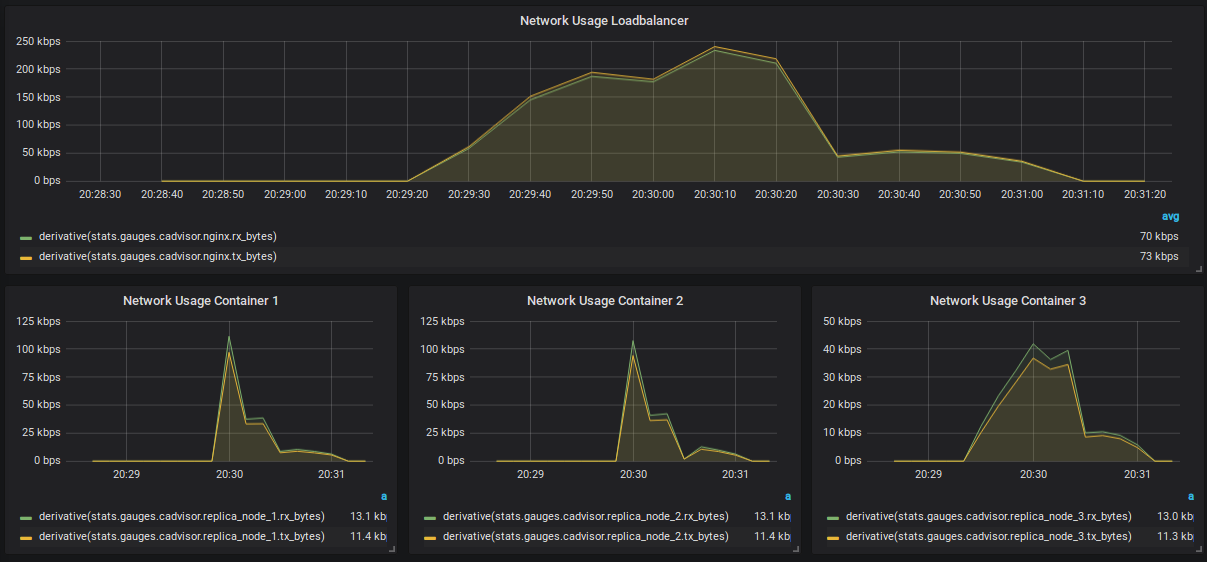 Network Usage Loadbalancer
250 kbps
200 kbps
150 kbps
100 kbps
50 kbps
0 bps
20:28:30 20:28:40 20:28:50 20:29:00 20:29:10 20:29:20 20:29:30 20:29:40 20:29:50 20:30:00 20:30:10 20:30:20 20:30:30 20:30:40 20:30:50 20:31:00 20:31:10 20:31:20
avg
derivative(stats.gauges.cadvisor.nginx.rx_bytes) 70 kbps
derivative(stats.gauges.cadvisor.nginx.tx_bytes) 73 kbps
Network Usage Container 1
125 kbps
100 kbps
75 kbps
50 kbps
25 kbps
0 bps
20:29 20:30 20:31
a
derivative(stats.gauges.cadvisor.replica_node_1.rx_bytes) 13.1 kb
derivative(stats.gauges.cadvisor.replica_node_1.tx_bytes) 11.4 kb
Network Usage Container 2
125 kbps
100 kbps
75 kbps
50 kbps
25 kbps
0 bps
20:29 20:30 20:31
a
derivative(stats.gauges.cadvisor.replica_node_2.rx_bytes) 13.1 kb
derivative(stats.gauges.cadvisor.replica_node_2.tx_bytes) 11.4 kb
Network Usage Container 3
50 kbps
40 kbps
30 kbps
20 kbps
10 kbps
0 bps
20:29 20:30 20:31
a
derivative(stats.gauges.cadvisor.replica_node_3.rx_bytes) 13.0 kb
derivative(stats.gauges.cadvisor.replica_node_3.tx_bytes) 11.3 kb